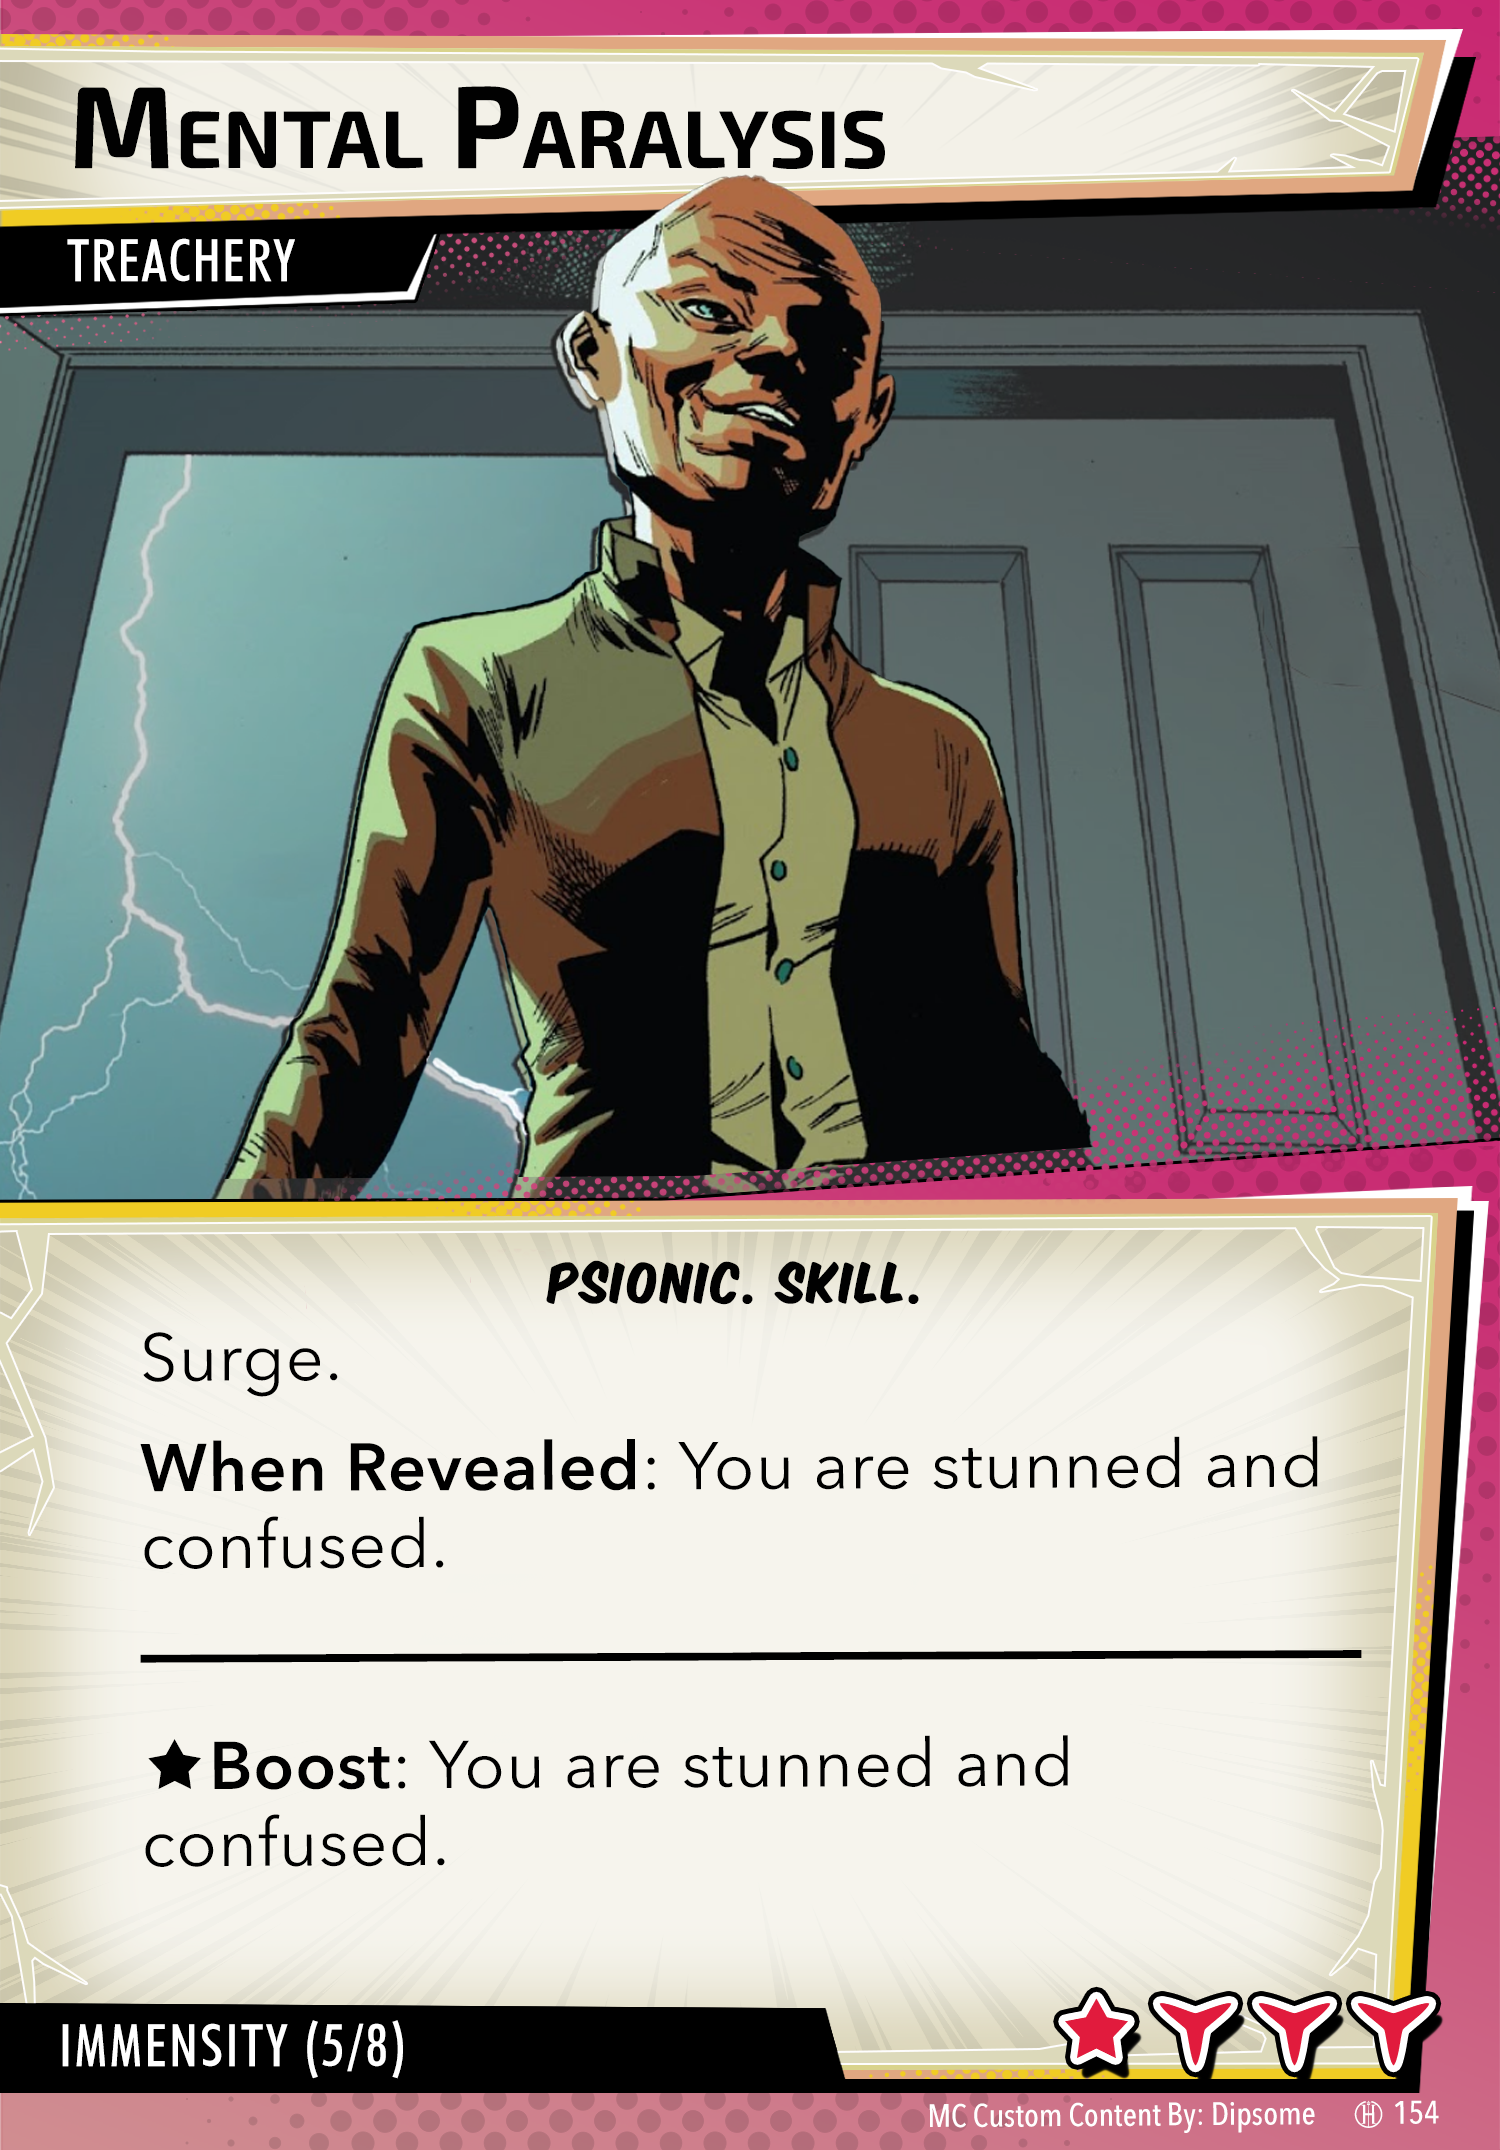 Mental Paralysis
TREACHERY
PSIONIC. SKILL.
Surge.
When Revealed: You are stunned and
confused.
★Boost: You are stunned and
confused.
IMMENSITY (5/8)
MC Custom Content By: Dipsome
154